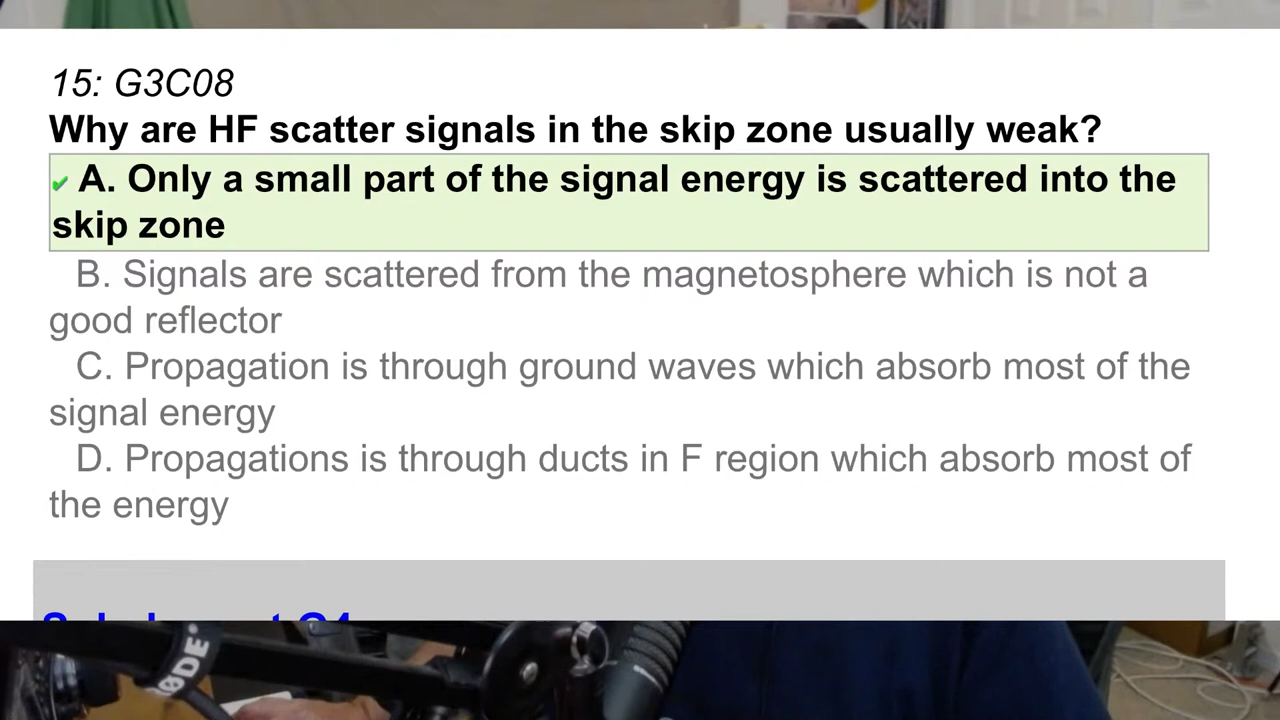 15: G3C08
Why are HF scatter signals in the skip zone usually weak?
✔ A. Only a small part of the signal energy is scattered into the
skip zone
B. Signals are scattered from the magnetosphere which is not a
good reflector
C. Propagation is through ground waves which absorb most of the
signal energy
D. Propagations is through ducts in F region which absorb most of
the energy
RØDE